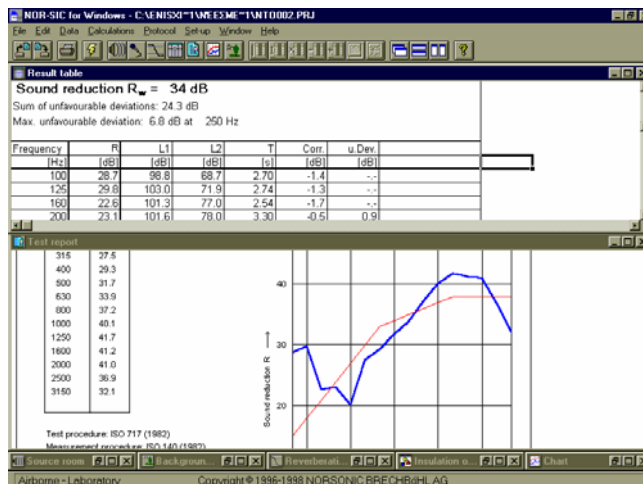 NOR-SIC for Windows - C:\ENISXI~1\ΜΕΕΣΜΕ~1\NTO002.PRJ
File Edit Data Calculations Protocol Set-up Window Help
Result table
Sound reduction Rw = 34 dB
Sum of unfavourable deviations: 24.3 dB
Max. unfavourable deviation: 6.8 dB at 250 Hz
Frequency R L1 L2 T Corr. u.Dev.
[Hz] [dB] [dB] [dB] [s] [dB] [dB]
100 28.7 98.8 68.7 2.70 -1.4 -.-
125 29.8 103.0 71.9 2.74 -1.3 -.-
160 22.6 101.3 77.0 2.54 -1.7 -.-
200 23.1 101.6 78.0 3.30 -0.5 0.9
Test report
315 27.5
400 29.3
500 31.7
630 33.9
800 37.2
1000 40.1
1250 41.7
1600 41.2
2000 41.0
2500 36.9
3150 32.1
40
30
20
Sound reduction R →
Test procedure: ISO 717 (1982)
Measurement procedure: ISO 140 (1982)
Source room Backgroun... Reverberati... Insulation o... Chart
Airborne - Laboratory Copyright © 1996-1998 NORSONIC BRECHBÜHL AG